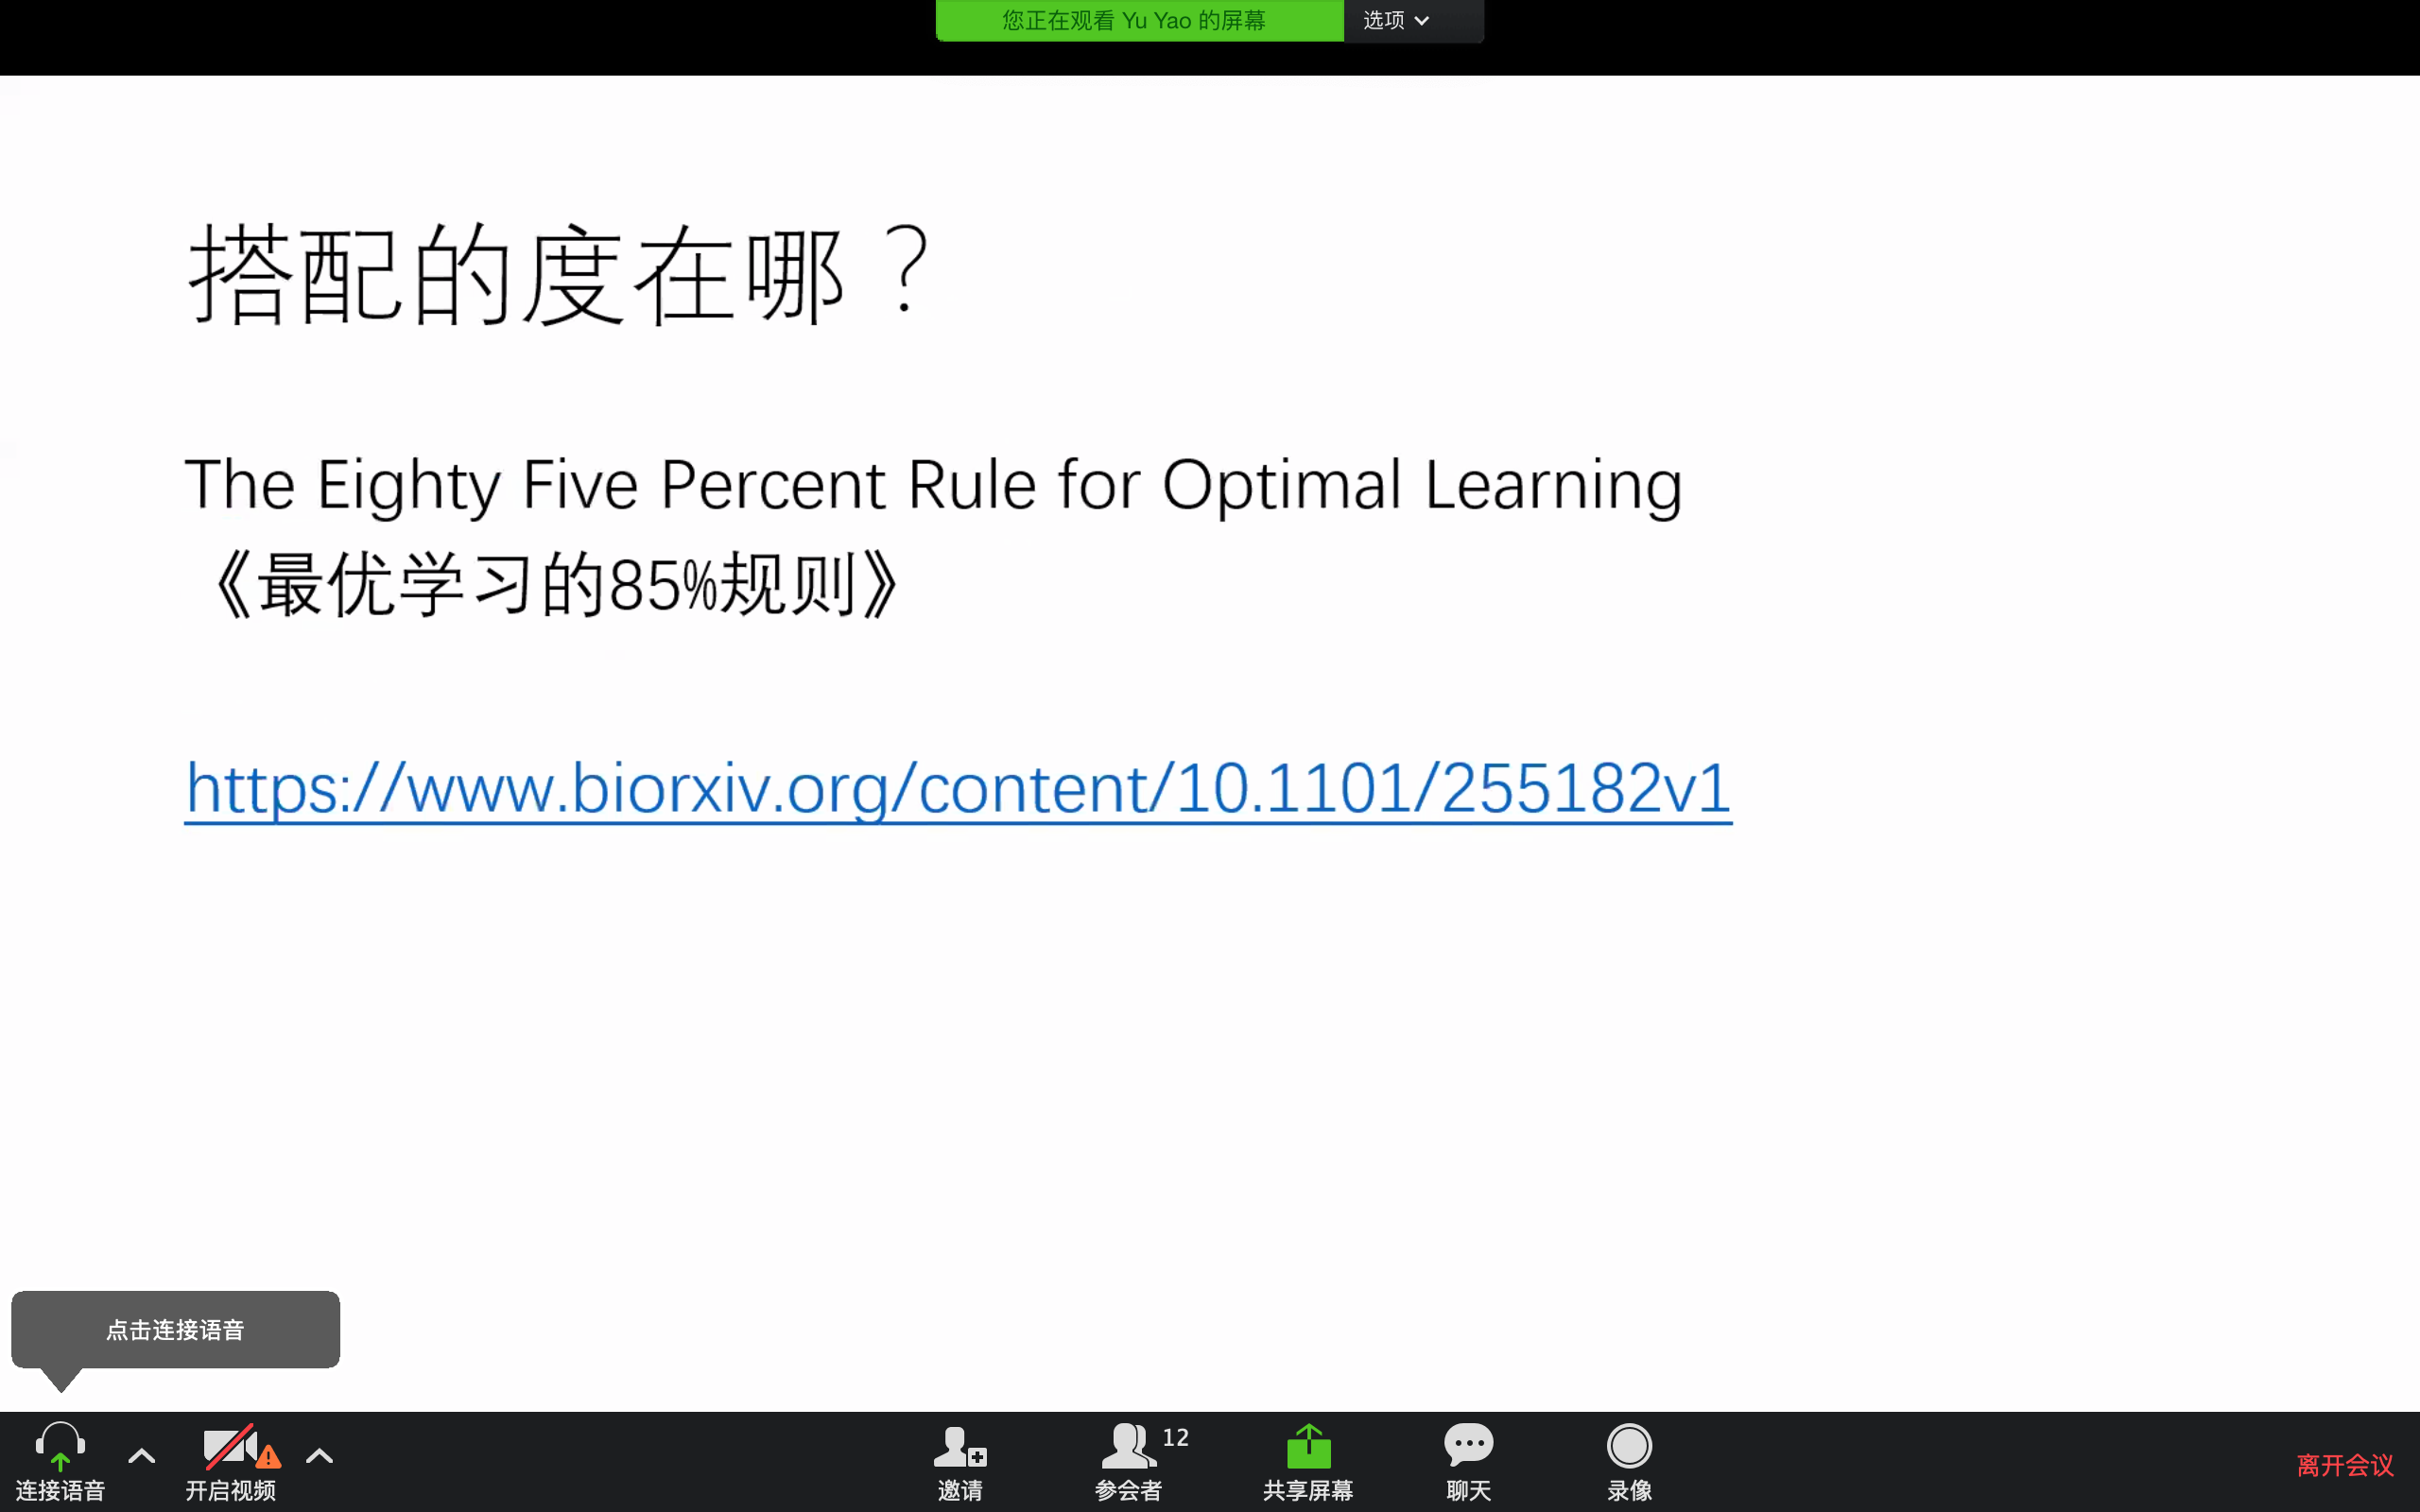 您正在观看 Yu Yao 的屏幕
选项
搭配的度在哪？
The Eighty Five Percent Rule for Optimal Learning
《最优学习的85%规则》
https://www.biorxiv.org/content/10.1101/255182v1
点击连接语音
连接语音
开启视频
邀请
参会者 12
共享屏幕
聊天
录像
离开会议